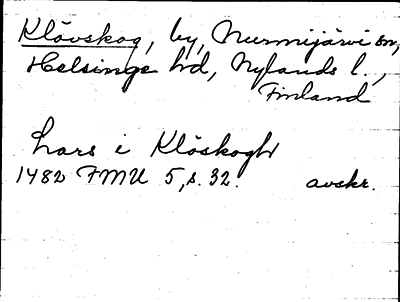 Klövskog, by, Nurmijärvi sn,
Helsinge hd, Nylands l.,
Finland
Lars i Klöskogh
1482 FMU 5, s. 32. avskr.